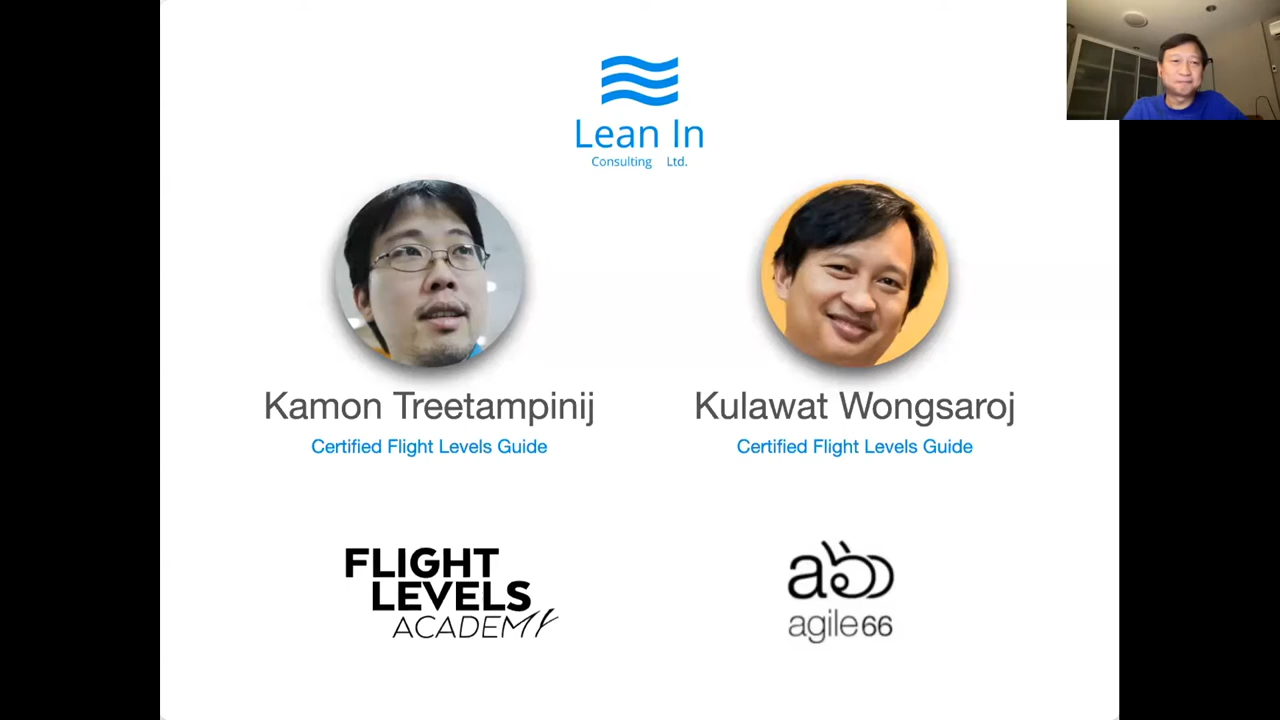 Lean In
Consulting Ltd.
Kamon Treetampinij
Kulawat Wongsaroj
Certified Flight Levels Guide
Certified Flight Levels Guide
FLIGHT
LEVELS
ACADEMY
agile66